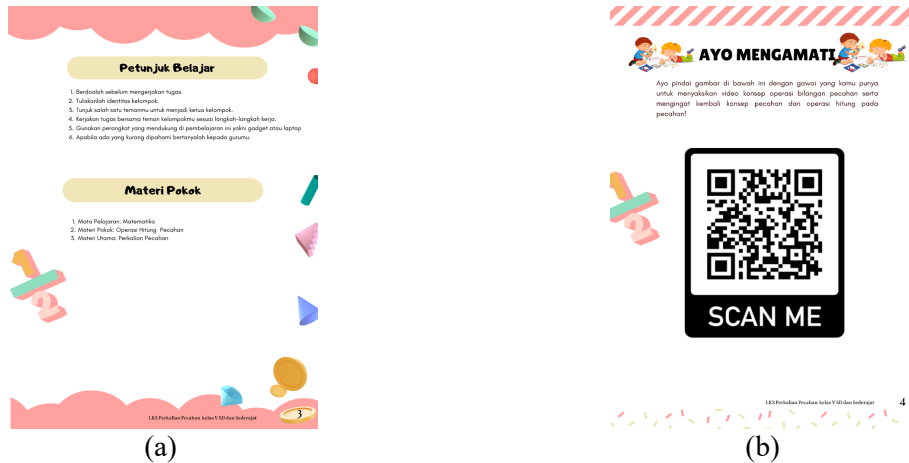 Petunjuk Belajar
1. Berdoalah sebelum mengerjakan tugas.
2. Tuliskanlah identitas kelompok.
3. Tunjuk salah satu temanmu untuk menjadi ketua kelompok.
4. Kerjakan tugas bersama teman kelompokmu sesuai langkah-langkah kerja.
5. Gunakan perangkat yang mendukung di pembelajaran ini yakni gadget atau laptop
6. Apabila ada yang kurang dipahami bertanyalah kepada gurumu.
Materi Pokok
1. Mata Pelajaran: Matematika
2. Materi Pokok: Operasi Hitung Pecahan
3. Materi Utama: Perkalian Pecahan
1
2
LKS Perkalian Pecahan kelas V SD dan Sederajat
3
(a)
AYO MENGAMATI
Ayo pindai gambar di bawah ini dengan gawai yang kamu punya
untuk menyaksikan video konsep operasi bilangan pecahan serta
mengingat kembali konsep pecahan dan operasi hitung pada
pecahan!
1
2
SCAN ME
LKS Perkalian Pecahan kelas V SD dan Sederajat
4
(b)